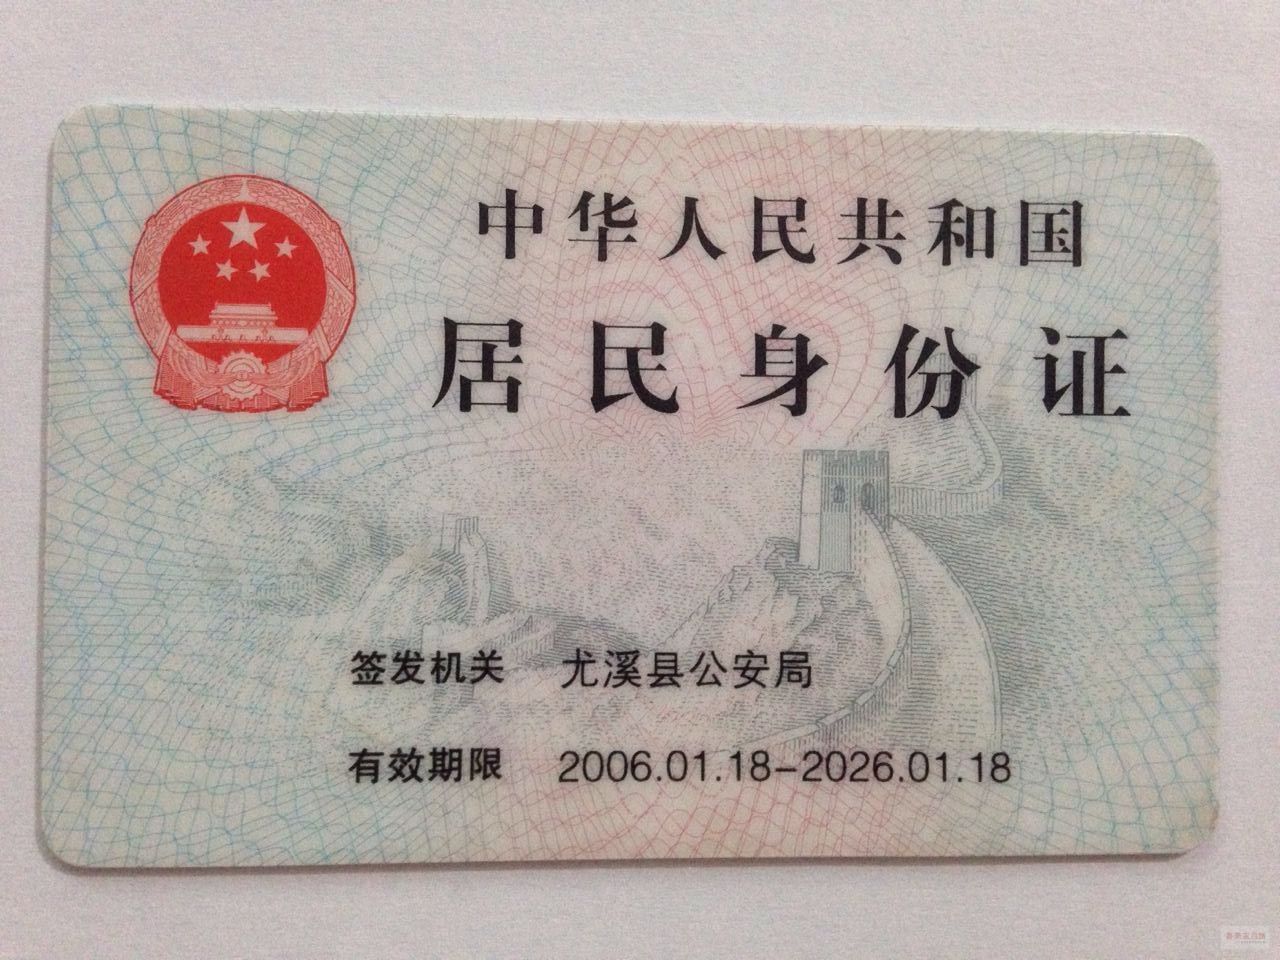 中华人民共和国
居民身份证
签发机关 尤溪县公安局
有效期限 2006.01.18-2026.01.18